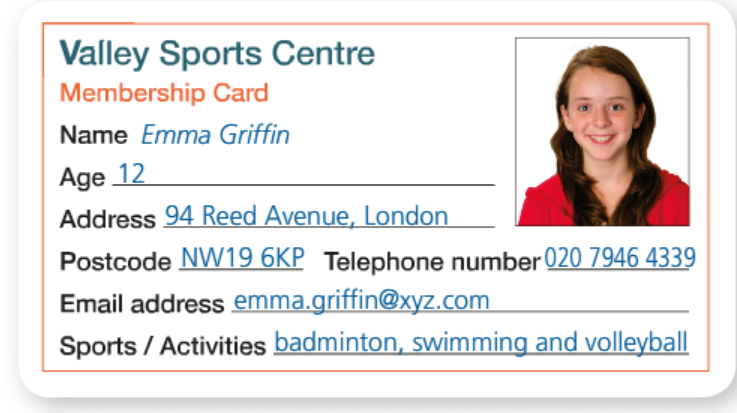 Valley Sports Centre
Membership Card
Name Emma Griffin
Age 12
Address 94 Reed Avenue, London
Postcode NW19 6KP Telephone number 020 7946 4339
Email address emma.griffin@xyz.com
Sports / Activities badminton, swimming and volleyball